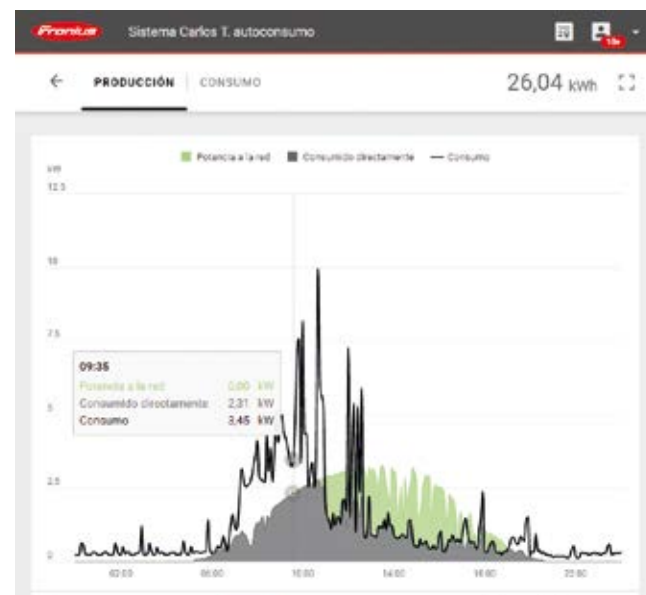 Fronius Sistema Carlos T. autoconsumo
PRODUCCIÓN CONSUMO 26,04 kWh
Potencia a la red Consumido directamente Consumo
kW
12.5
10
7.5
5
2.5
0
09:35
Potencia a la red 0,00 kW
Consumido directamente 2,31 kW
Consumo 3,45 kW
02:00 06:00 10:00 14:00 18:00 22:00